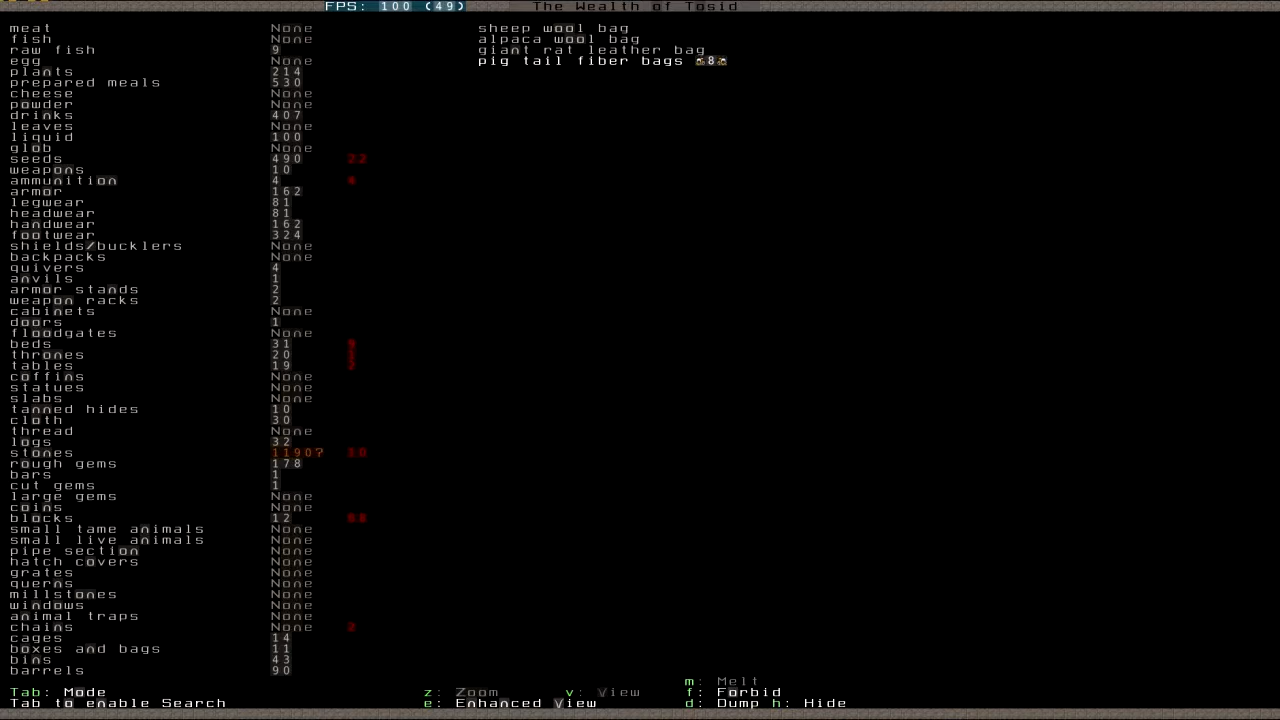 FPS: 100 (49) The Wealth of Tosid
meat None sheep wool bag
fish None alpaca wool bag
raw fish 9 giant rat leather bag
egg None pig tail fiber bags 8
plants 214
prepared meals 530
cheese None
powder None
drinks 407
leaves None
liquid 100
glob None
seeds 490
weapons 10
ammunition 4 4
armor 162
legwear 81
headwear 81
handwear 162
footwear 324
shields/bucklers None
backpacks None
quivers 4
anvils 1
armor stands 2
weapon racks 2
cabinets None
doors 1
floodgates None
beds 31
thrones 20
tables 19
coffins None
statues None
slabs None
tanned hides 10
cloth 30
thread None
logs 32
stones 11907
rough gems 178
bars 1
cut gems 1
large gems None
coins None
blocks 12
small tame animals None
small live animals None
pipe section None
hatch covers None
grates None
querns None
millstones None
windows None
animal traps None
chains None 2
cages 14
boxes and bags 11
bins 43
barrels 90
m: Melt
Tab: Mode z: Zoom v: View f: Forbid
Tab to enable Search e: Enhanced View d: Dump h: Hide